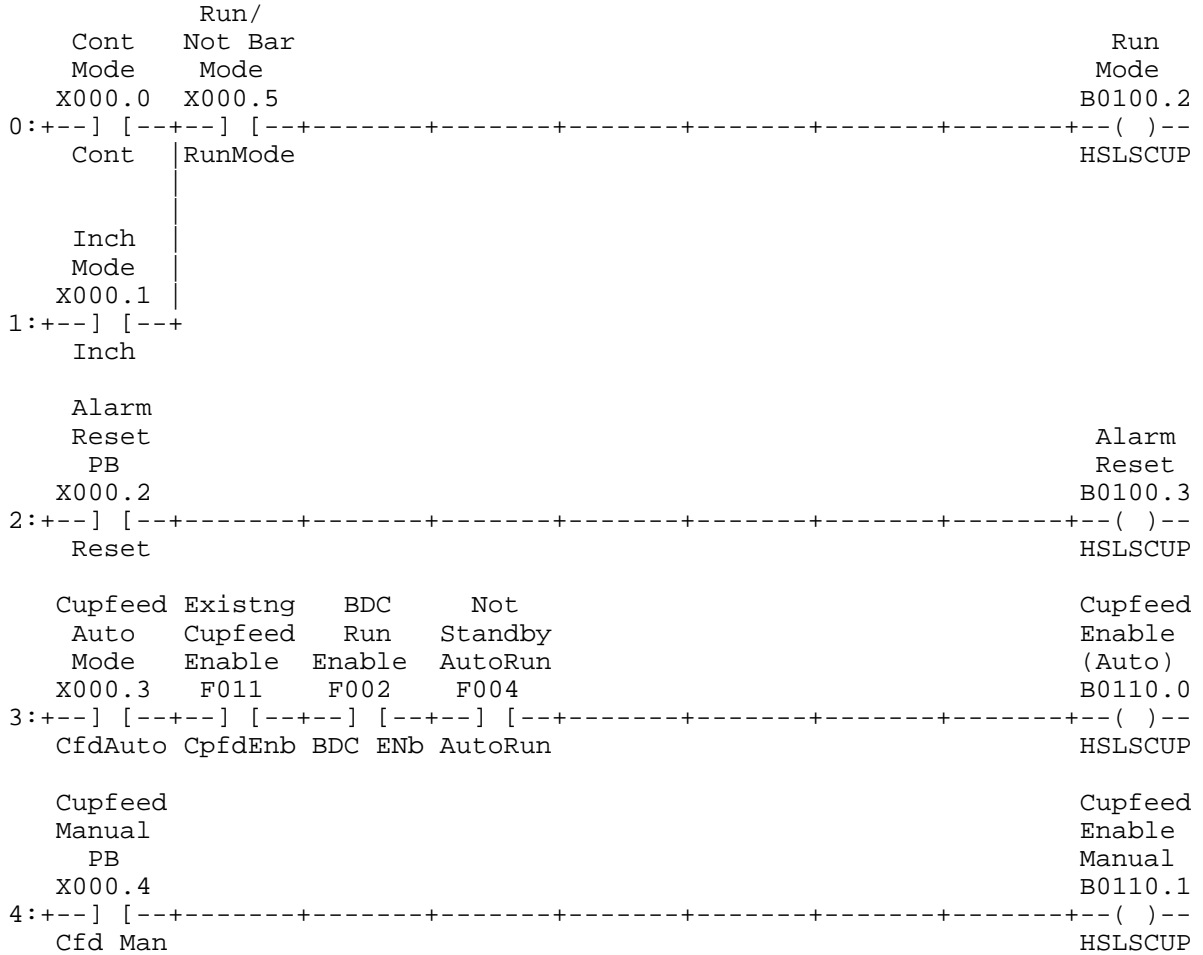 Run/
     Cont   Not Bar                                                    Run
     Mode    Mode                                                     Mode
    X000.0  X000.5                                                   B0100.2
0:+--] [--+--] [--+-------+-------+-------+-------+-------+-------+--( )--
     Cont  |RunMode                                                  HSLSCUP
           |
           |
     Inch  |
     Mode  |
    X000.1 |
1:+--] [--+
     Inch

     Alarm
     Reset                                                            Alarm
      PB                                                              Reset
    X000.2                                                           B0100.3
2:+--] [--+-------+-------+-------+-------+-------+-------+-------+--( )--
     Reset                                                           HSLSCUP

    Cupfeed Existng   BDC     Not                                    Cupfeed
     Auto   Cupfeed   Run   Standby                                  Enable
     Mode   Enable  Enable  AutoRun                                  (Auto)
    X000.3   F011    F002    F004                                    B0110.0
3:+--] [--+--] [--+--] [--+--] [--+-------+-------+-------+-------+--( )--
    CfdAuto CpfdEnb BDC ENb AutoRun                                  HSLSCUP

    Cupfeed                                                          Cupfeed
    Manual                                                           Enable
      PB                                                             Manual
    X000.4                                                           B0110.1
4:+--] [--+-------+-------+-------+-------+-------+-------+-------+--( )--
    Cfd Man                                                          HSLSCUP